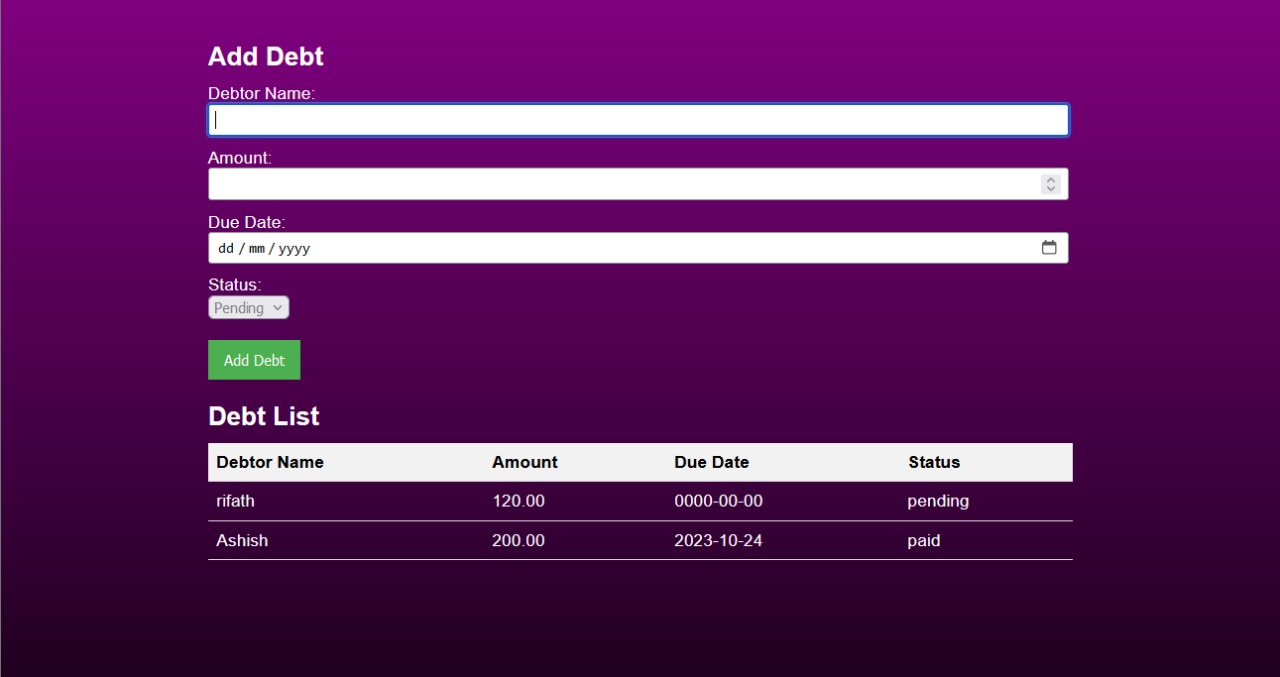 Add Debt
Debtor Name:
Amount:
Due Date:
dd / mm / yyyy
Status:
Pending
Add Debt
Debt List
Debtor Name Amount Due Date Status
rifath 120.00 0000-00-00 pending
Ashish 200.00 2023-10-24 paid